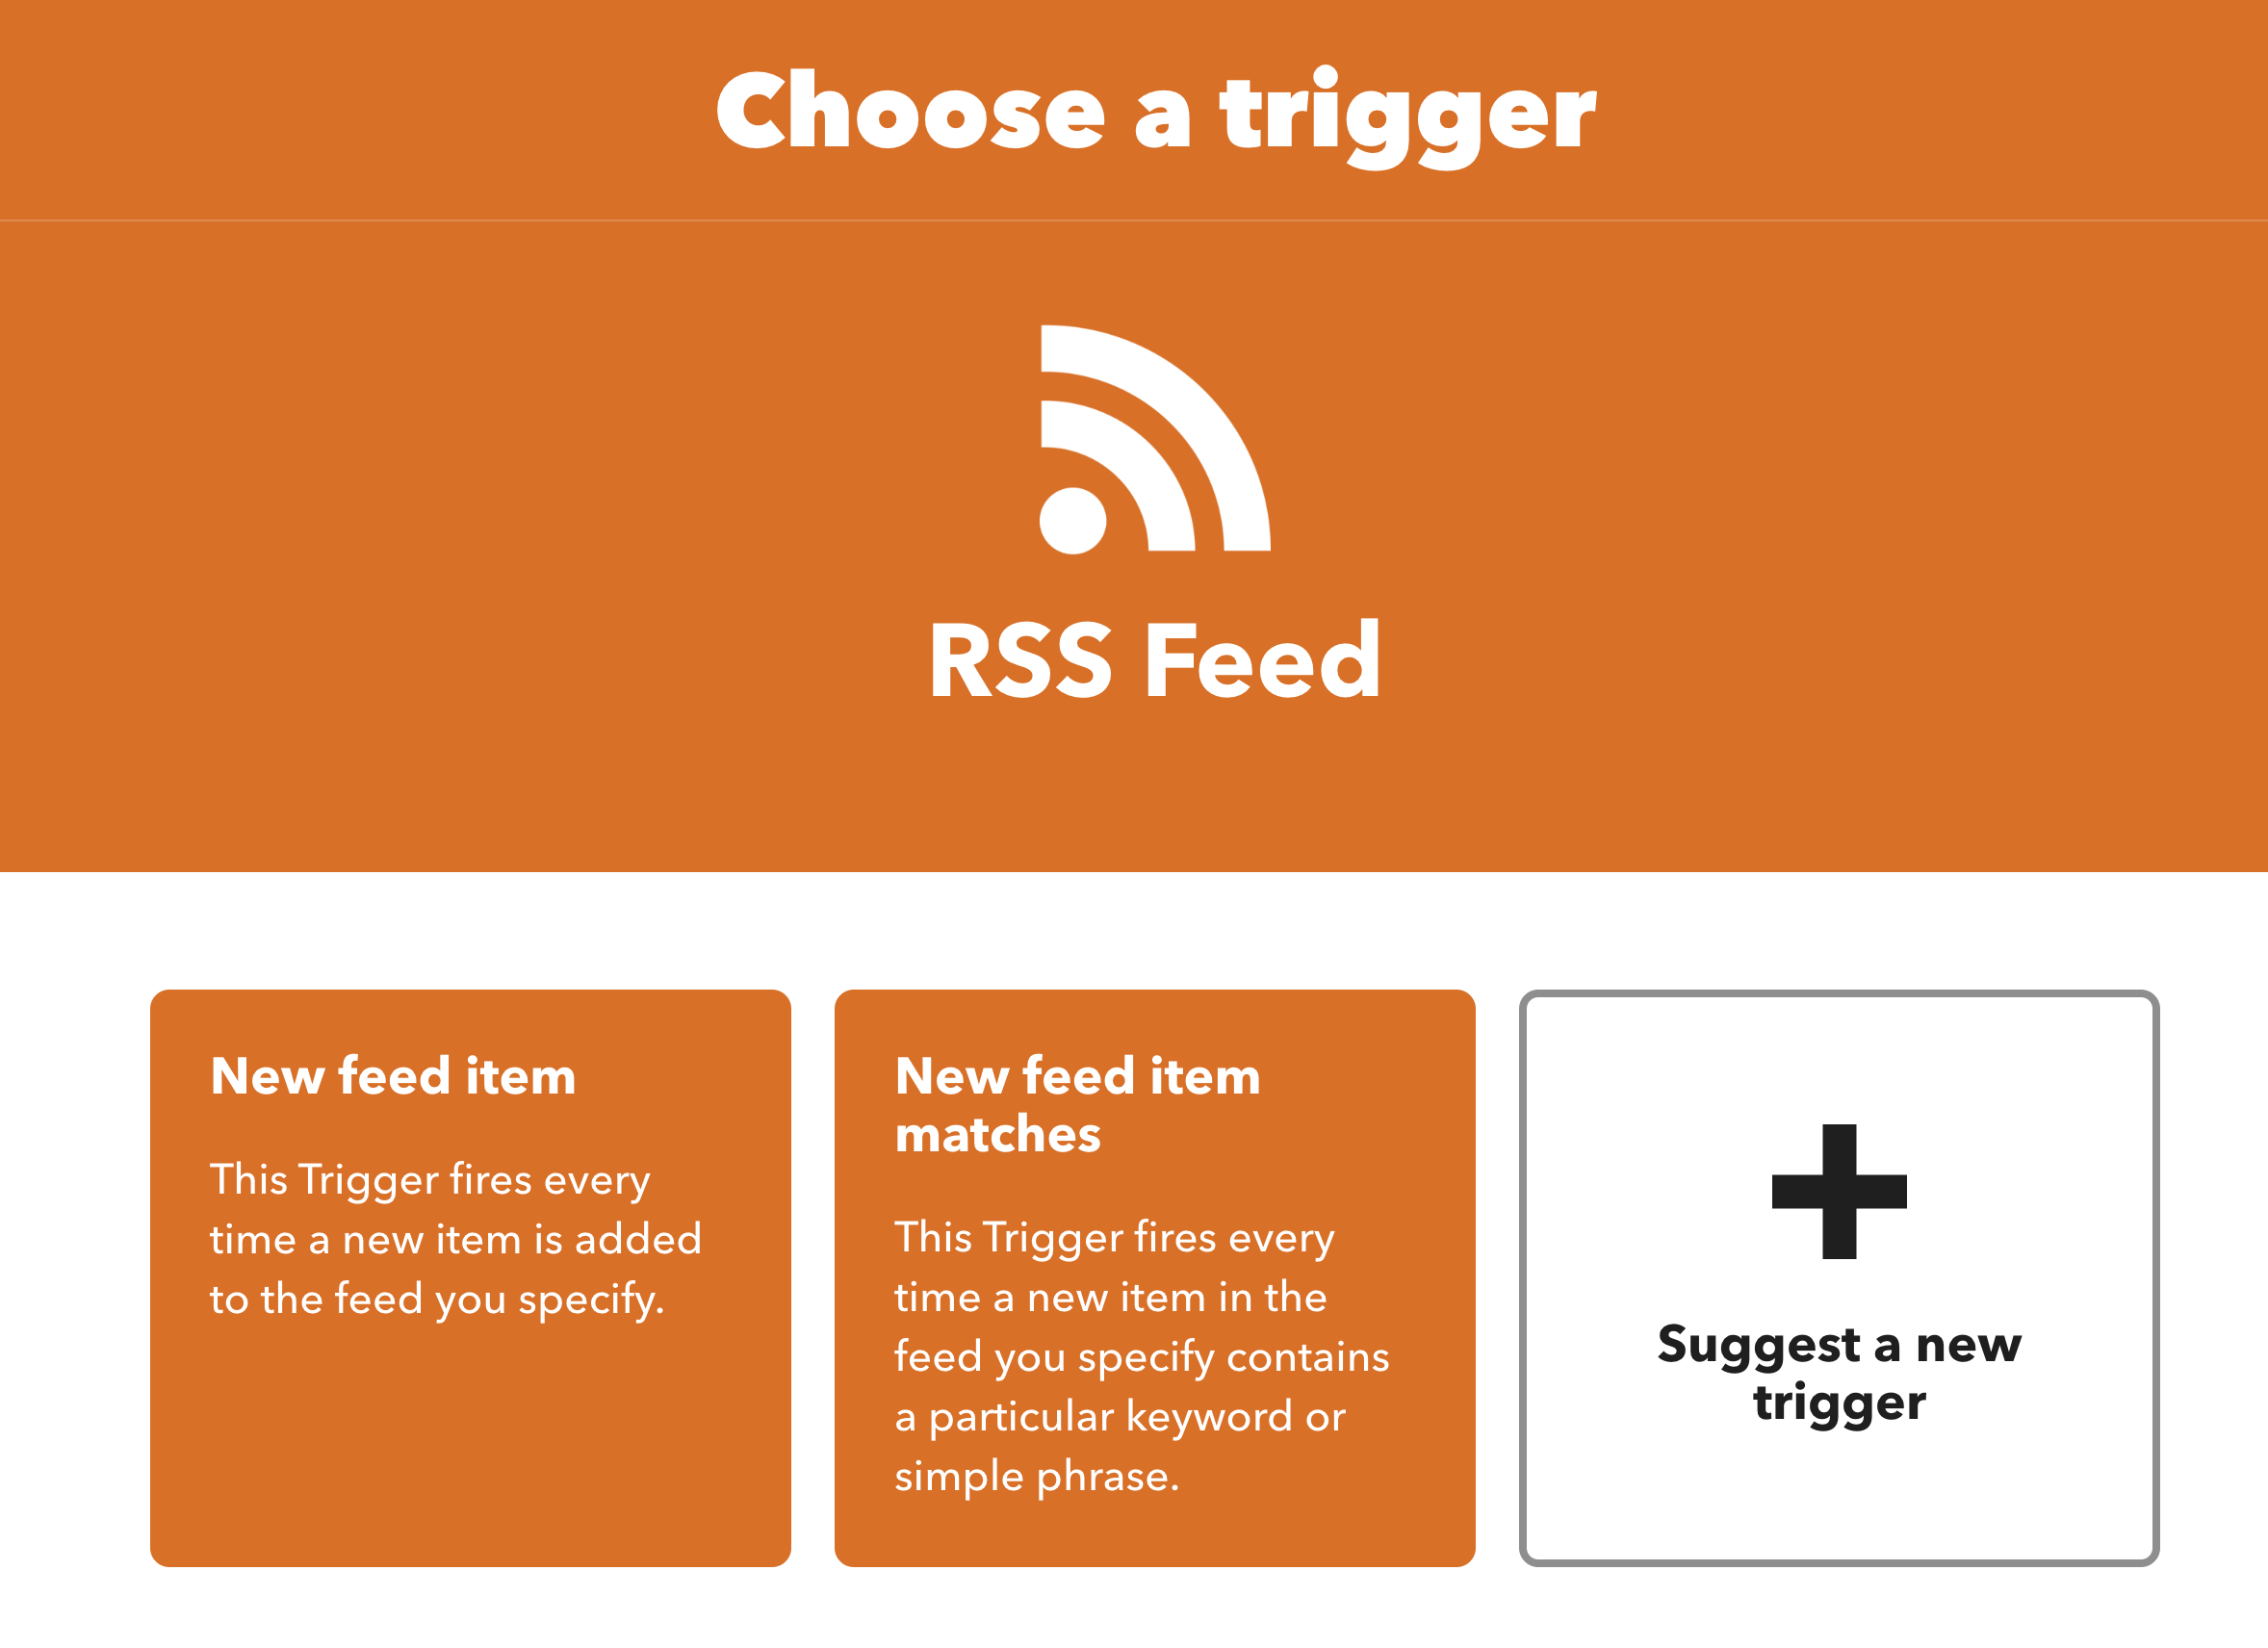 Choose a trigger
RSS Feed
New feed item
This Trigger fires every
time a new item is added
to the feed you specify.
New feed item
matches
This Trigger fires every
time a new item in the
feed you specify contains
a particular keyword or
simple phrase.
Suggest a new
trigger